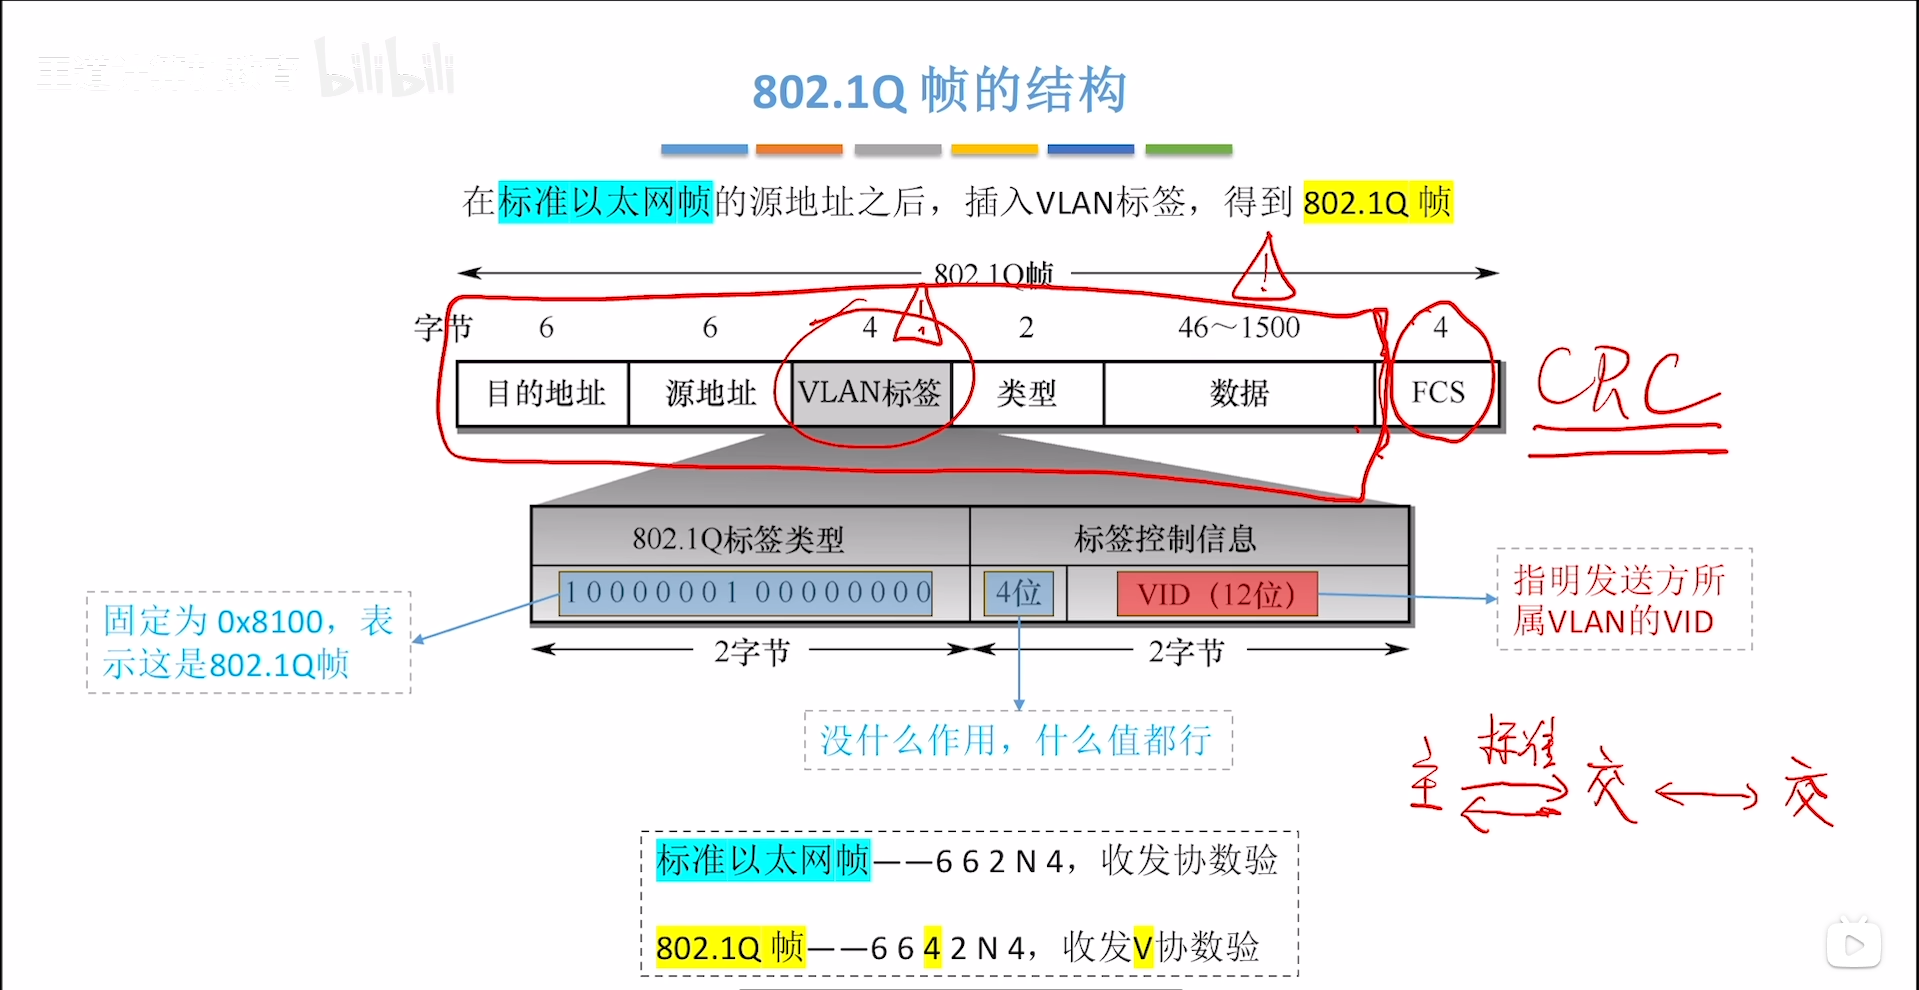 王道计算机教育 bilibili
802.1Q 帧的结构
在标准以太网帧的源地址之后，插入VLAN标签，得到 802.1Q 帧
802.1Q帧
字节 6 6 4 2 46～1500 4
目的地址 源地址 VLAN标签 类型 数据 FCS
CRC
802.1Q标签类型 标签控制信息
10000001 00000000 4位 VID（12位）
固定为 0x8100，表
示这是802.1Q帧
指明发送方所
属VLAN的VID
2字节 2字节
没什么作用，什么值都行
标准
主 交 交
标准以太网帧——6 6 2 N 4，收发协数验
802.1Q 帧——6 6 4 2 N 4，收发V协数验